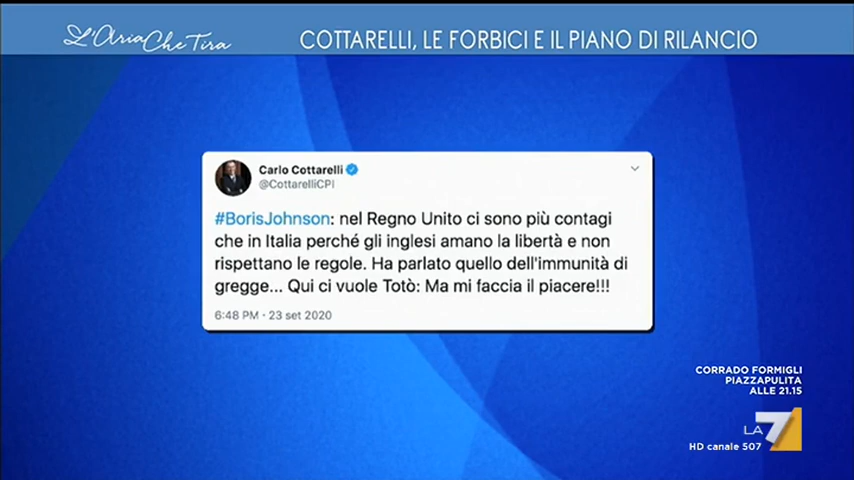 L'Aria Che Tira
COTTARELLI, LE FORBICI E IL PIANO DI RILANCIO
Carlo Cottarelli
@CottarelliCPI
#BorisJohnson: nel Regno Unito ci sono più contagi
che in Italia perché gli inglesi amano la libertà e non
rispettano le regole. Ha parlato quello dell'immunità di
gregge... Qui ci vuole Totò: Ma mi faccia il piacere!!!
6:48 PM - 23 set 2020
CORRADO FORMIGLI
PIAZZAPULITA
ALLE 21.15
LA7
HD canale 507